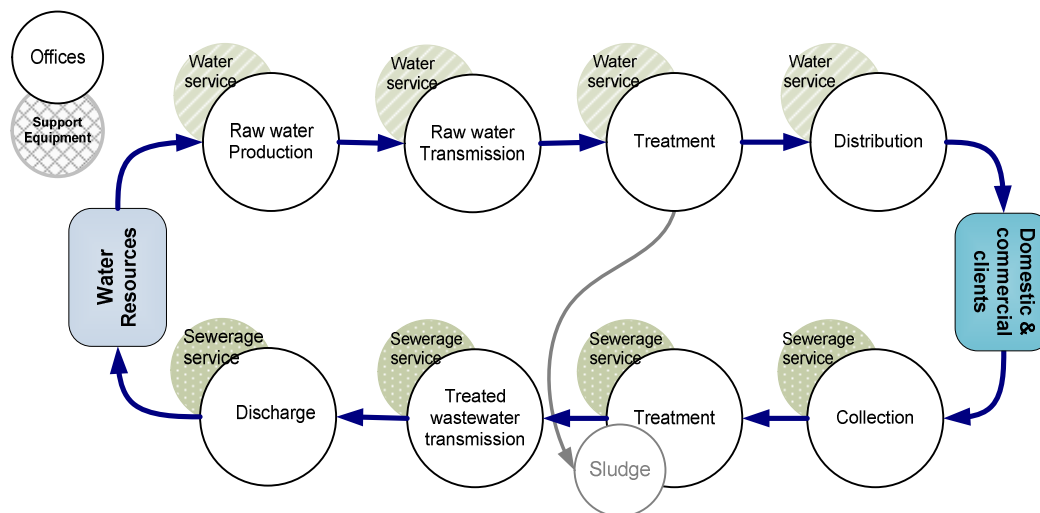 Offices
Support
Equipment
Water
service
Raw water
Production
Water
service
Raw water
Transmission
Water
service
Treatment
Water
service
Distribution
Water
Resources
Domestic &
commercial
clients
Sewerage
service
Discharge
Sewerage
service
Treated
wastewater
transmission
Sewerage
service
Treatment
Sludge
Sewerage
service
Collection